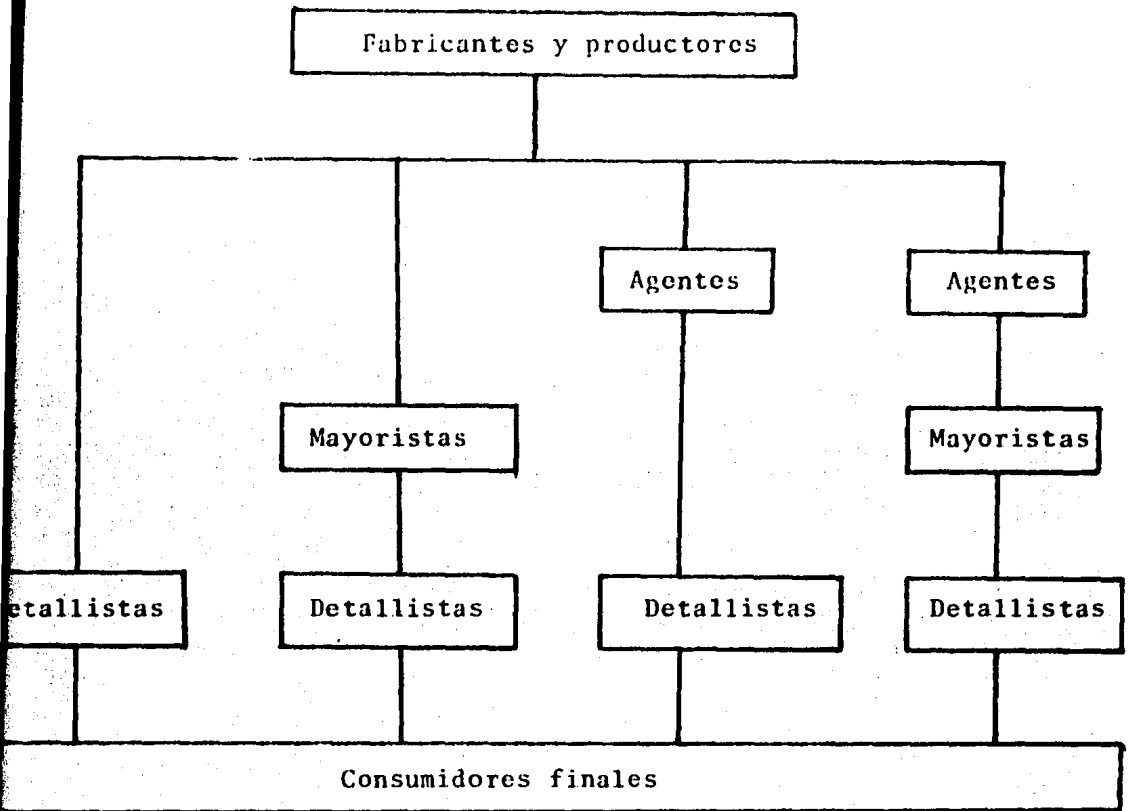 Fabricantes y productores
Agentes
Agentes
Mayoristas
Mayoristas
etallistas
Detallistas
Detallistas
Detallistas
Consumidores finales